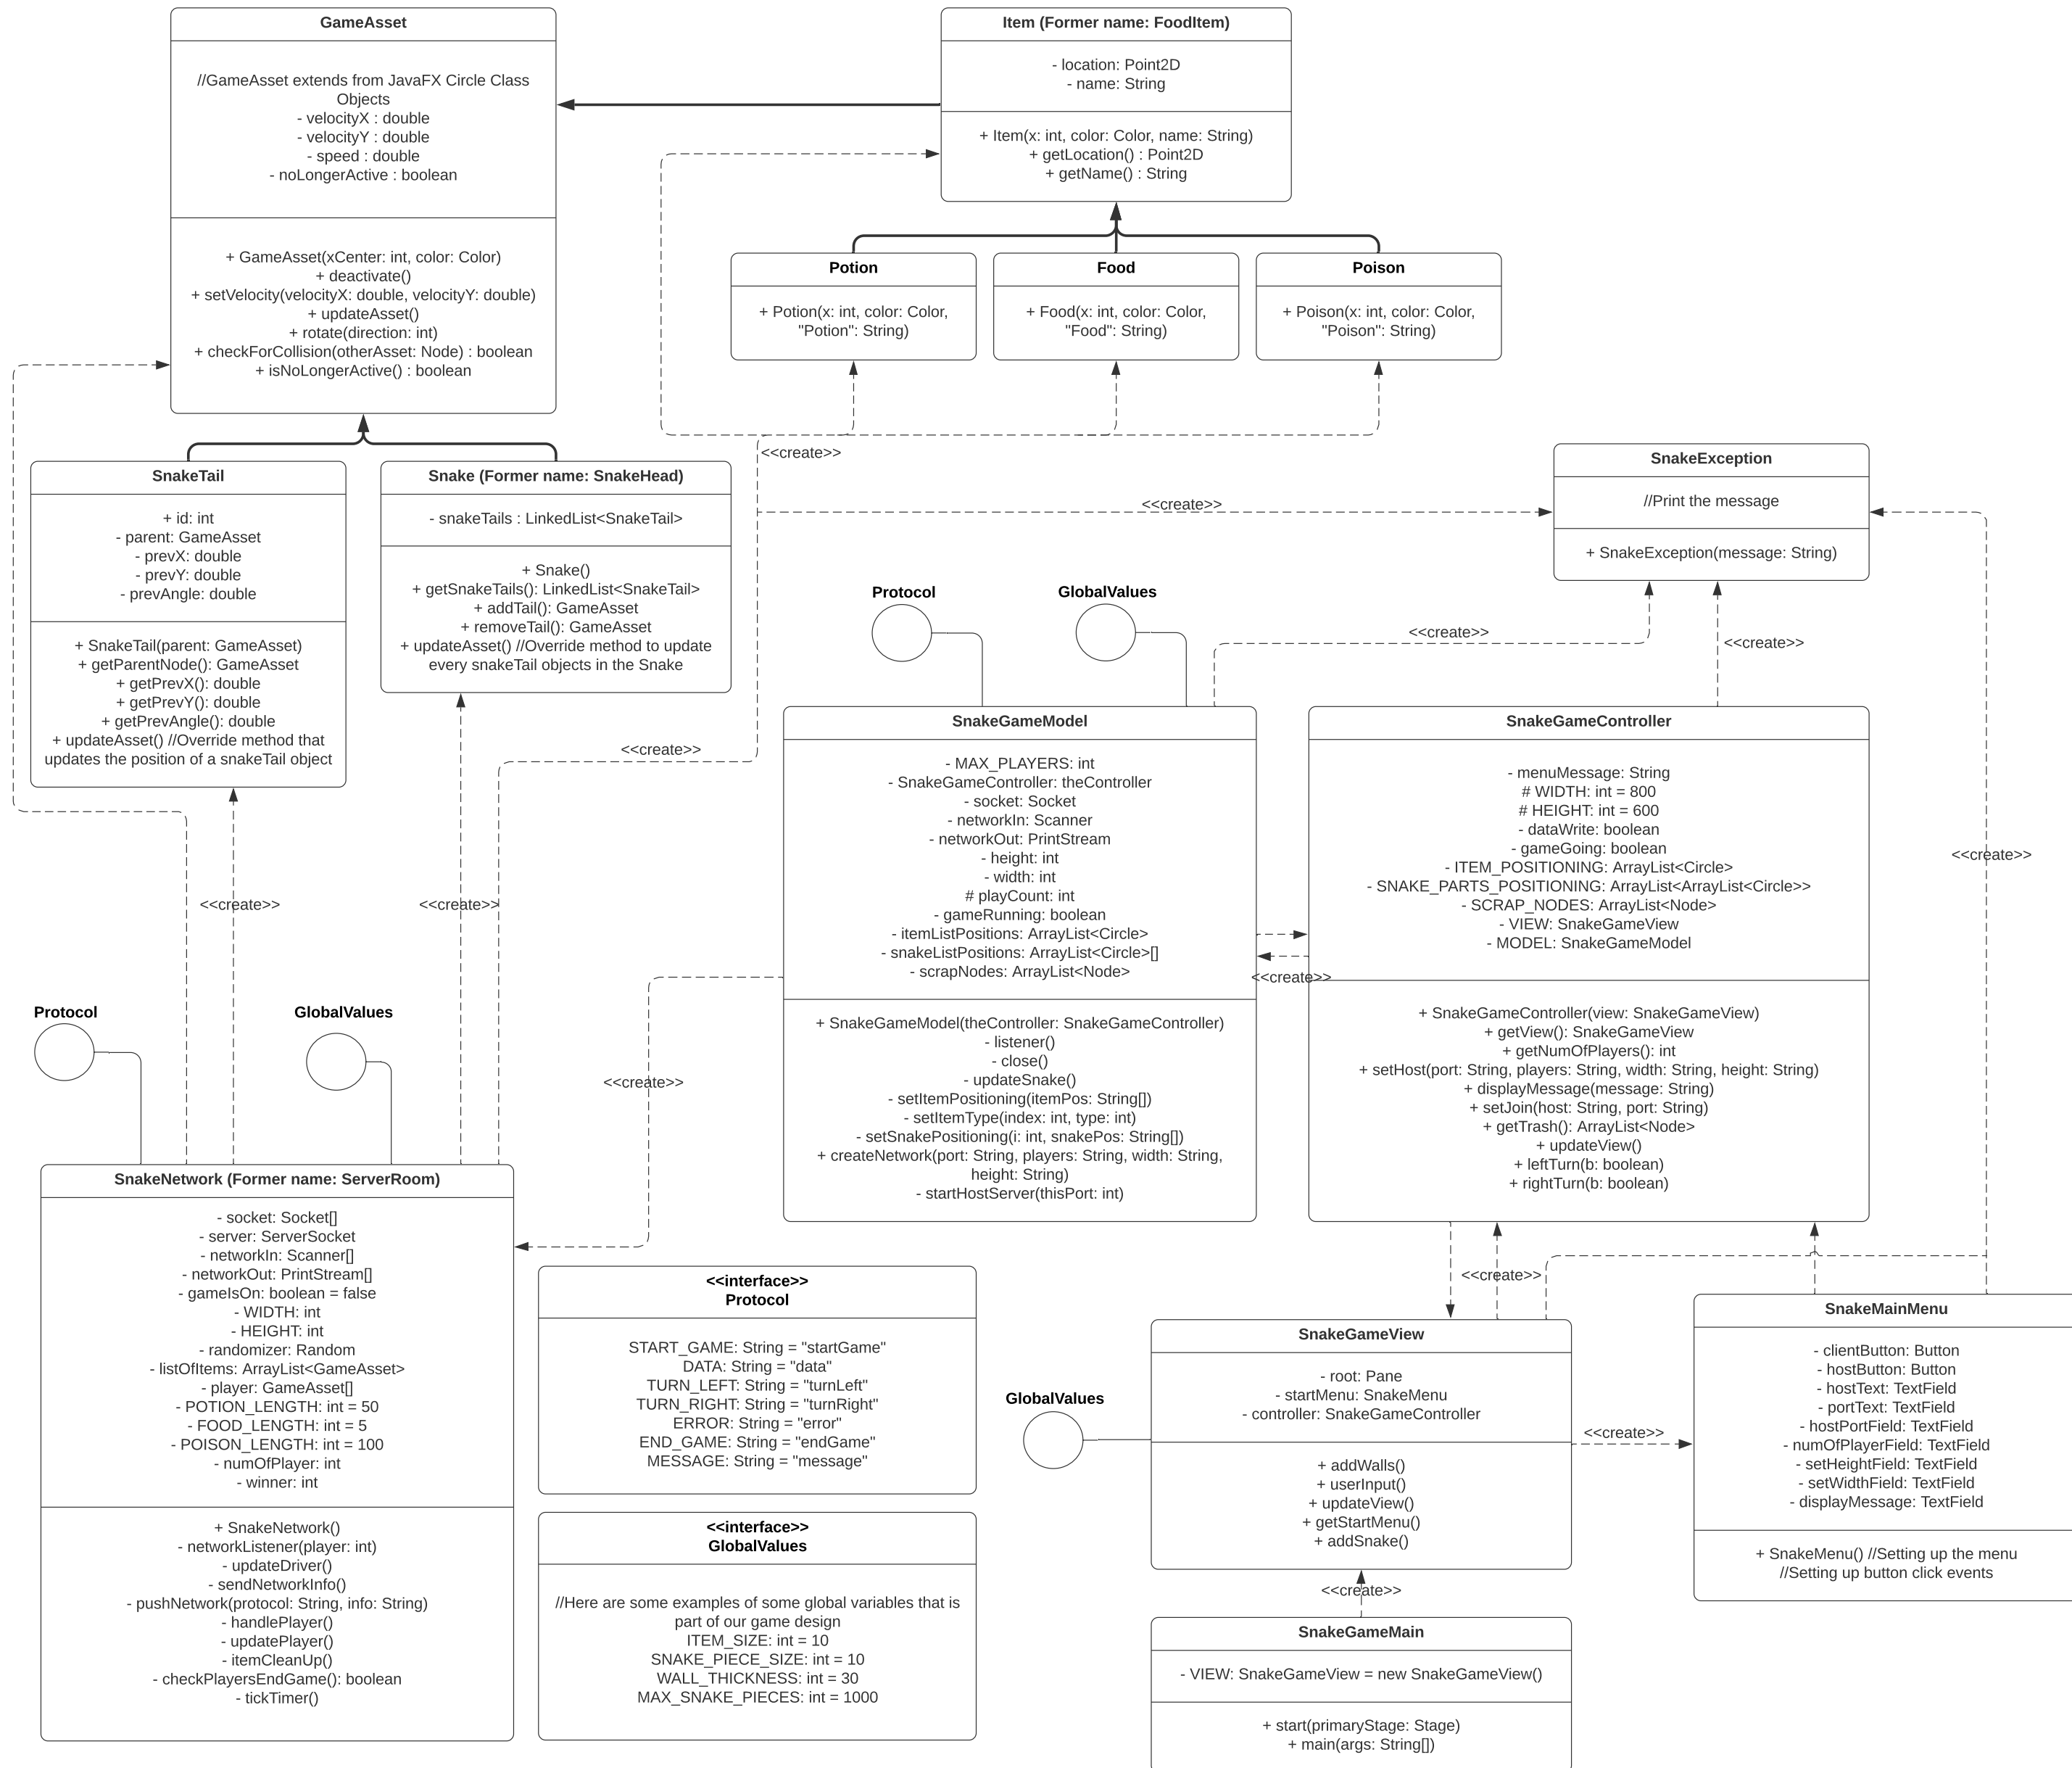 GameAsset
//GameAsset extends from JavaFX Circle Class
Objects
- velocityX : double
- velocityY : double
- speed : double
- noLongerActive : boolean
+ GameAsset(xCenter: int, color: Color)
+ deactivate()
+ setVelocity(velocityX: double, velocityY: double)
+ updateAsset()
+ rotate(direction: int)
+ checkForCollision(otherAsset: Node) : boolean
+ isNoLongerActive() : boolean
Item (Former name: FoodItem)
- location: Point2D
- name: String
+ Item(x: int, color: Color, name: String)
+ getLocation() : Point2D
+ getName() : String
Potion
+ Potion(x: int, color: Color,
"Potion": String)
Food
+ Food(x: int, color: Color,
"Food": String)
Poison
+ Poison(x: int, color: Color,
"Poison": String)
<<create>>
SnakeTail
+ id: int
- parent: GameAsset
- prevX: double
- prevY: double
- prevAngle: double
+ SnakeTail(parent: GameAsset)
+ getParentNode(): GameAsset
+ getPrevX(): double
+ getPrevY(): double
+ getPrevAngle(): double
+ updateAsset() //Override method that
updates the position of a snakeTail object
Snake (Former name: SnakeHead)
- snakeTails : LinkedList<SnakeTail>
+ Snake()
+ getSnakeTails(): LinkedList<SnakeTail>
+ addTail(): GameAsset
+ removeTail(): GameAsset
+ updateAsset() //Override method to update
every snakeTail objects in the Snake
<<create>>
SnakeException
//Print the message
+ SnakeException(message: String)
Protocol
GlobalValues
<<create>>
<<create>>
<<create>>
SnakeGameModel
- MAX_PLAYERS: int
- SnakeGameController: theController
- socket: Socket
- networkIn: Scanner
- networkOut: PrintStream
- height: int
- width: int
# playCount: int
- gameRunning: boolean
- itemListPositions: ArrayList<Circle>
- snakeListPositions: ArrayList<Circle>[]
- scrapNodes: ArrayList<Node>
+ SnakeGameModel(theController: SnakeGameController)
- listener()
- close()
- updateSnake()
- setItemPositioning(itemPos: String[])
- setItemType(index: int, type: int)
- setSnakePositioning(i: int, snakePos: String[])
+ createNetwork(port: String, players: String, width: String,
height: String)
- startHostServer(thisPort: int)
SnakeGameController
- menuMessage: String
# WIDTH: int = 800
# HEIGHT: int = 600
- dataWrite: boolean
- gameGoing: boolean
- ITEM_POSITIONING: ArrayList<Circle>
- SNAKE_PARTS_POSITIONING: ArrayList<ArrayList<Circle>>
- SCRAP_NODES: ArrayList<Node>
- VIEW: SnakeGameView
- MODEL: SnakeGameModel
+ SnakeGameController(view: SnakeGameView)
+ getView(): SnakeGameView
+ getNumOfPlayers(): int
+ setHost(port: String, players: String, width: String, height: String)
+ displayMessage(message: String)
+ setJoin(host: String, port: String)
+ getTrash(): ArrayList<Node>
+ updateView()
+ leftTurn(b: boolean)
+ rightTurn(b: boolean)
<<create>>
<<create>>
<<create>>
<<create>>
<<create>>
Protocol
GlobalValues
SnakeNetwork (Former name: ServerRoom)
- socket: Socket[]
- server: ServerSocket
- networkIn: Scanner[]
- networkOut: PrintStream[]
- gameIsOn: boolean = false
- WIDTH: int
- HEIGHT: int
- randomizer: Random
- listOfItems: ArrayList<GameAsset>
- player: GameAsset[]
- POTION_LENGTH: int = 50
- FOOD_LENGTH: int = 5
- POISON_LENGTH: int = 100
- numOfPlayer: int
- winner: int
+ SnakeNetwork()
- networkListener(player: int)
- updateDriver()
- sendNetworkInfo()
- pushNetwork(protocol: String, info: String)
- handlePlayer()
- updatePlayer()
- itemCleanUp()
- checkPlayersEndGame(): boolean
- tickTimer()
<<interface>>
Protocol
START_GAME: String = "startGame"
DATA: String = "data"
TURN_LEFT: String = "turnLeft"
TURN_RIGHT: String = "turnRight"
ERROR: String = "error"
END_GAME: String = "endGame"
MESSAGE: String = "message"
<<interface>>
GlobalValues
//Here are some examples of some global variables that is
part of our game design
ITEM_SIZE: int = 10
SNAKE_PIECE_SIZE: int = 10
WALL_THICKNESS: int = 30
MAX_SNAKE_PIECES: int = 1000
<<create>>
GlobalValues
SnakeGameView
- root: Pane
- startMenu: SnakeMenu
- controller: SnakeGameController
+ addWalls()
+ userInput()
+ updateView()
+ getStartMenu()
+ addSnake()
<<create>>
SnakeMainMenu
- clientButton: Button
- hostButton: Button
- hostText: TextField
- portText: TextField
- hostPortField: TextField
- numOfPlayerField: TextField
- setHeightField: TextField
- setWidthField: TextField
- displayMessage: TextField
+ SnakeMenu() //Setting up the menu
//Setting up button click events
<<create>>
SnakeGameMain
- VIEW: SnakeGameView = new SnakeGameView()
+ start(primaryStage: Stage)
+ main(args: String[])